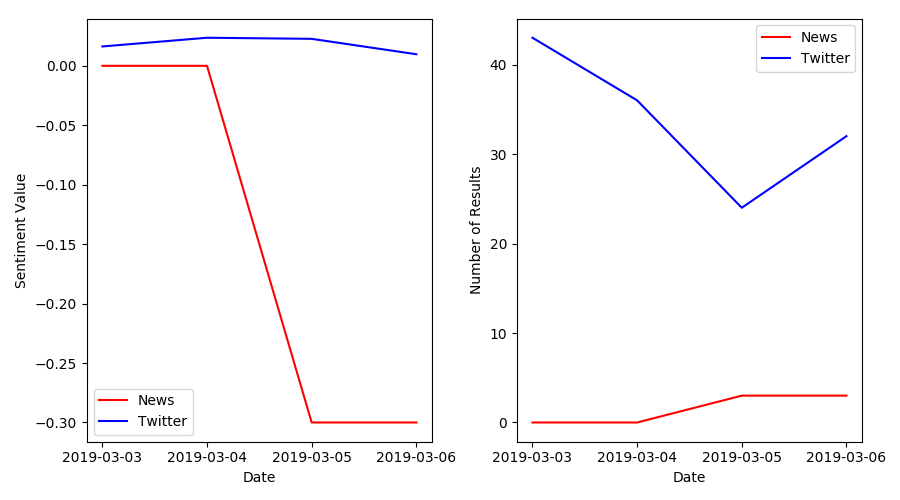 0.00
−0.05
−0.10
−0.15
−0.20
−0.25
−0.30
Sentiment Value
News
Twitter
2019-03-03 2019-03-04 2019-03-05 2019-03-06
Date
News
Twitter
40
30
20
10
0
Number of Results
2019-03-03 2019-03-04 2019-03-05 2019-03-06
Date